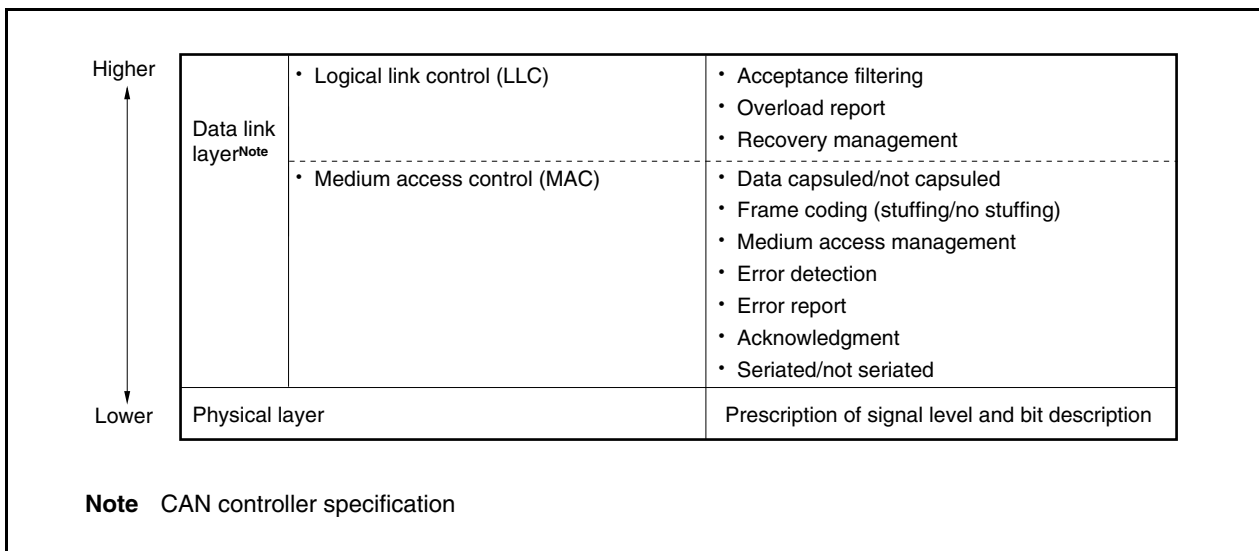 Higher
Data link
layerNote
• Logical link control (LLC)
• Acceptance filtering
• Overload report
• Recovery management
• Medium access control (MAC)
• Data capsuled/not capsuled
• Frame coding (stuffing/no stuffing)
• Medium access management
• Error detection
• Error report
• Acknowledgment
• Seriated/not seriated
Lower
Physical layer
Prescription of signal level and bit description
Note CAN controller specification